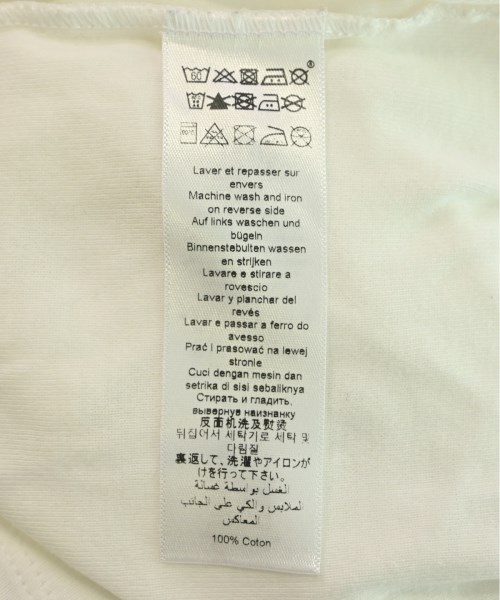 ®
60
60°C
Laver et repasser sur
envers
Machine wash and iron
on reverse side
Auf links waschen und
bügeln
Binnenstebuiten wassen
en strijken
Lavare e stirare a
rovescio
Lavar y planchar del
revés
Lavar e passar a ferro do
avesso
Prać i prasować na lewej
stronie
Cuci dengan mesin dan
setrika di sisi sebaliknya
Стирать и гладить,
вывернув наизнанку
反面机洗及熨烫
뒤집어서 세탁기로 세탁 및
다림질
裏返して、洗濯やアイロンが
けを行って下さい。
الغسل بواسطة غسالة
الملابس والكي على الجانب
المعاكس
100% Coton